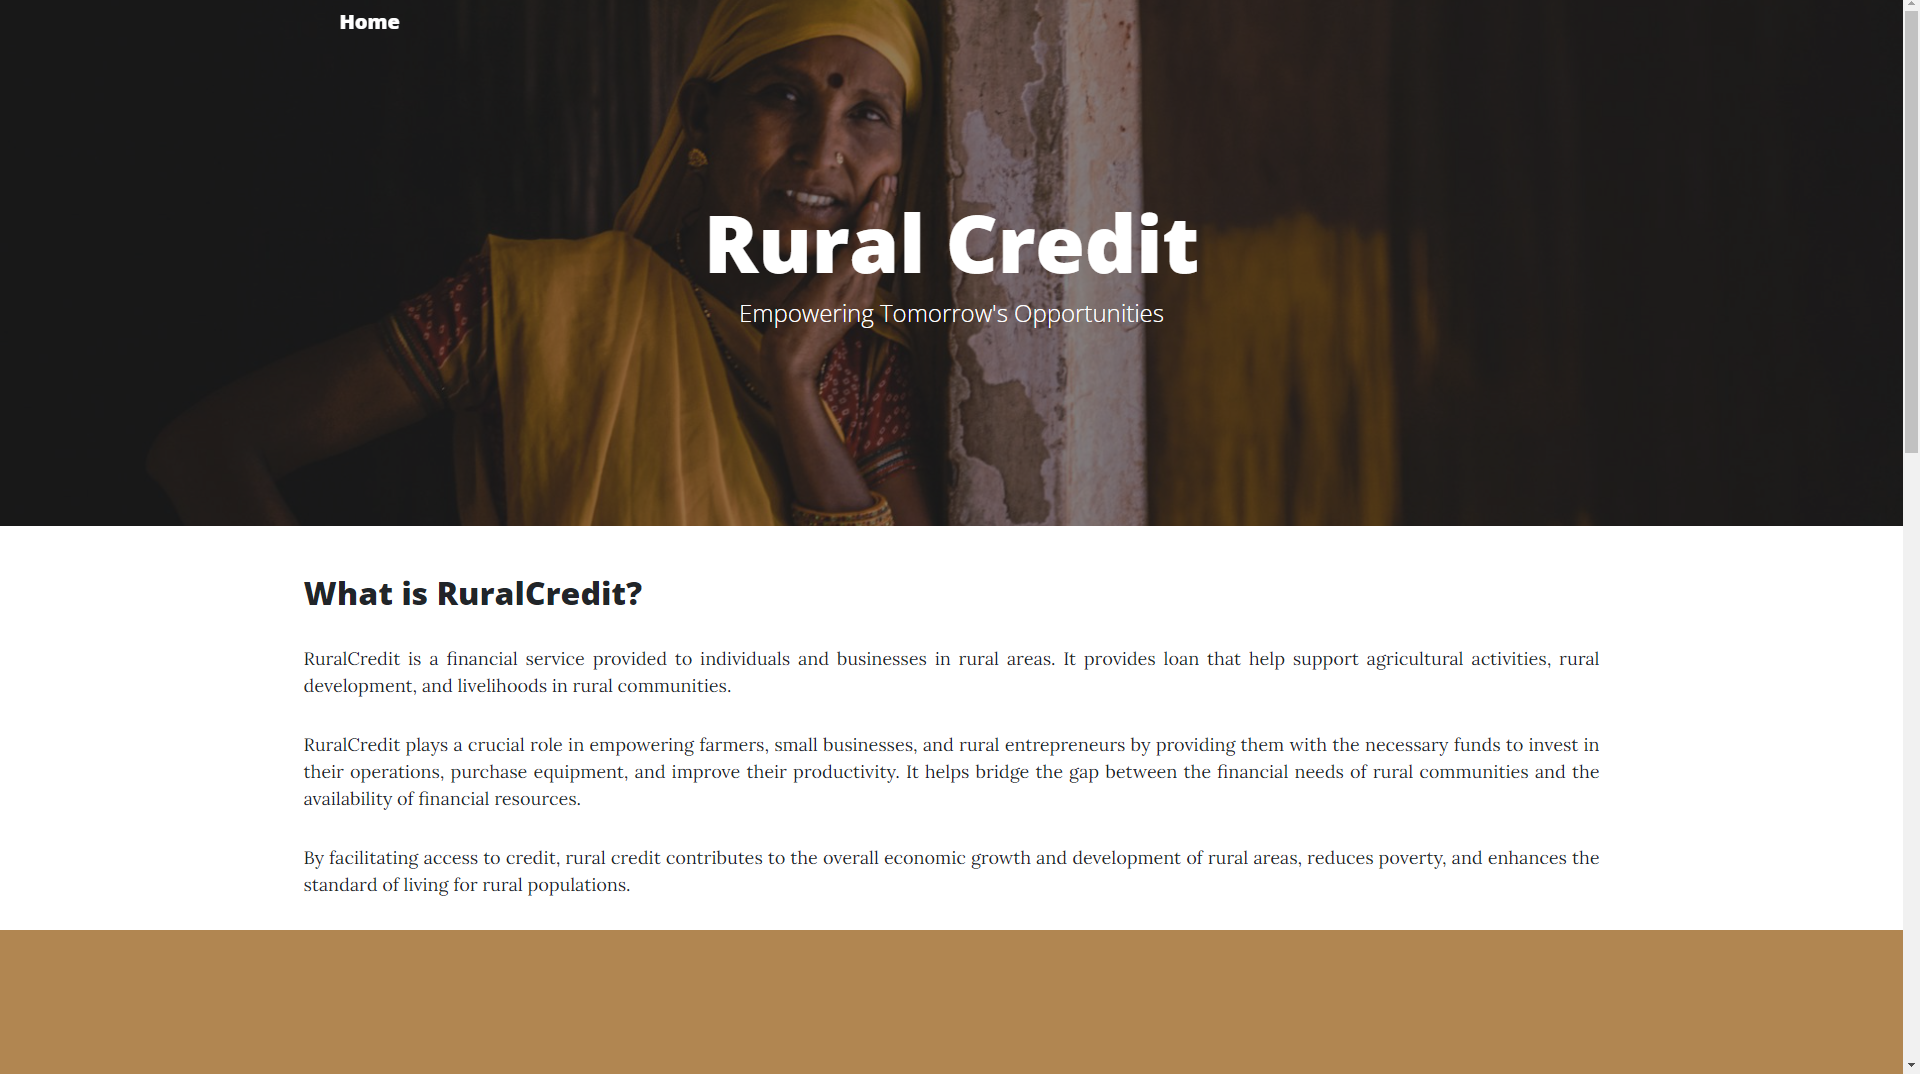 Home
Rural Credit
Empowering Tomorrow's Opportunities
What is RuralCredit?
RuralCredit is a financial service provided to individuals and businesses in rural areas. It provides loan that help support agricultural activities, rural
development, and livelihoods in rural communities.
RuralCredit plays a crucial role in empowering farmers, small businesses, and rural entrepreneurs by providing them with the necessary funds to invest in
their operations, purchase equipment, and improve their productivity. It helps bridge the gap between the financial needs of rural communities and the
availability of financial resources.
By facilitating access to credit, rural credit contributes to the overall economic growth and development of rural areas, reduces poverty, and enhances the
standard of living for rural populations.